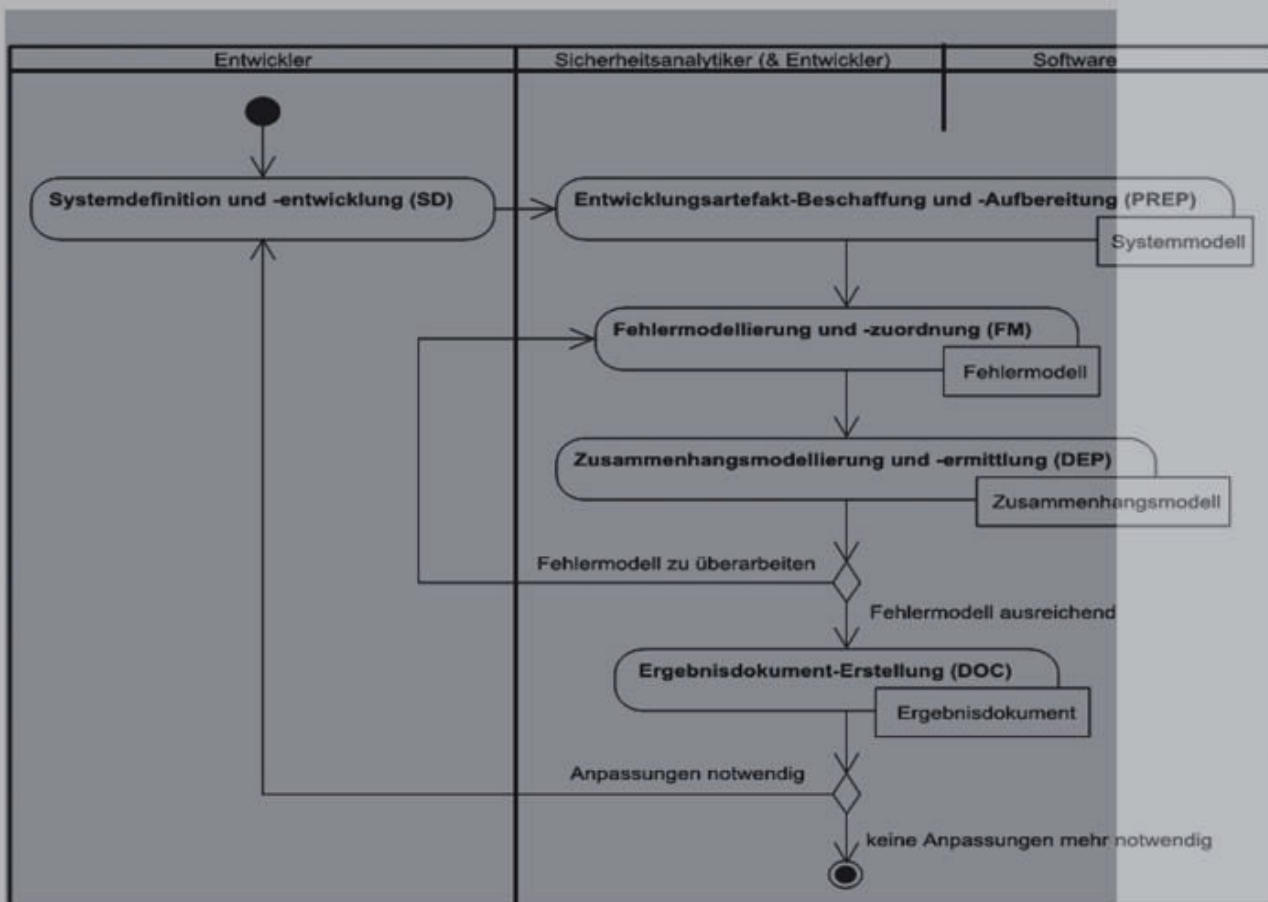 Entwickler
Sicherheitsanalytiker (& Entwickler)
Software
Systemdefinition und -entwicklung (SD)
Entwicklungsartefakt-Beschaffung und -Aufbereitung (PREP)
Systemmodell
Fehlermodellierung und -zuordnung (FM)
Fehlermodell
Zusammenhangsmodellierung und -ermittlung (DEP)
Zusammenhangsmodell
Fehlermodell zu überarbeiten
Fehlermodell ausreichend
Ergebnisdokument-Erstellung (DOC)
Ergebnisdokument
Anpassungen notwendig
keine Anpassungen mehr notwendig